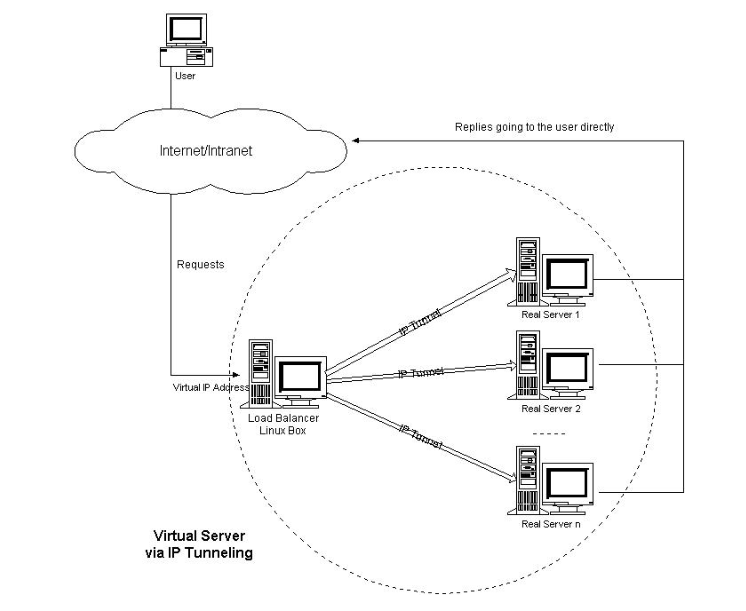 User
Internet/Intranet
Replies going to the user directly
Requests
Real Server 1
IP Tunnel
IP Tunnel
Virtual IP Address
Real Server 2
Load Balancer
Linux Box
IP Tunnel
Real Server n
Virtual Server
via IP Tunneling